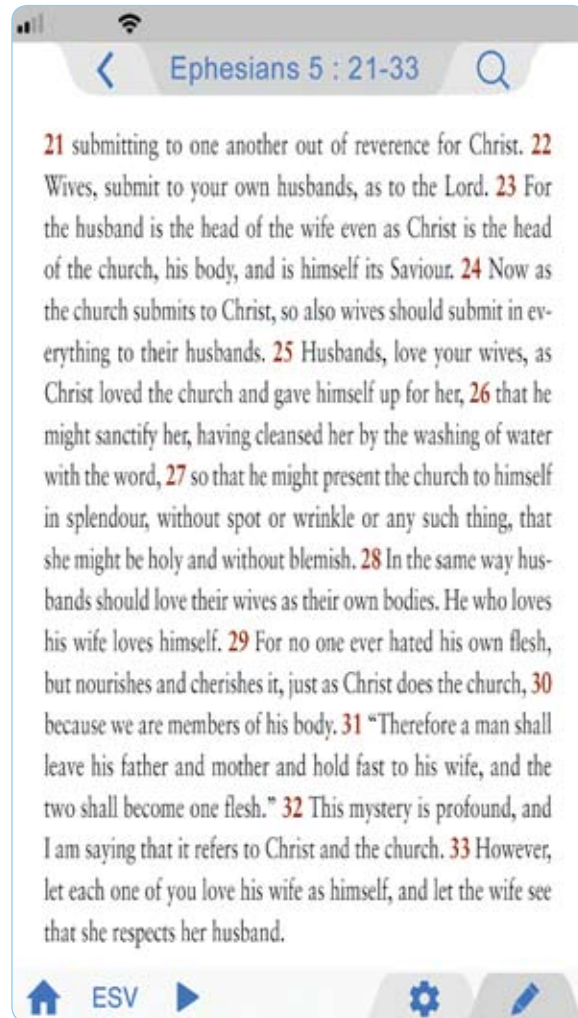 Ephesians 5 : 21-33
21 submitting to one another out of reverence for Christ. 22
Wives, submit to your own husbands, as to the Lord. 23 For
the husband is the head of the wife even as Christ is the head
of the church, his body, and is himself its Saviour. 24 Now as
the church submits to Christ, so also wives should submit in ev-
erything to their husbands. 25 Husbands, love your wives, as
Christ loved the church and gave himself up for her, 26 that he
might sanctify her, having cleansed her by the washing of water
with the word, 27 so that he might present the church to himself
in splendour, without spot or wrinkle or any such thing, that
she might be holy and without blemish. 28 In the same way hus-
bands should love their wives as their own bodies. He who loves
his wife loves himself. 29 For no one ever hated his own flesh,
but nourishes and cherishes it, just as Christ does the church, 30
because we are members of his body. 31 “Therefore a man shall
leave his father and mother and hold fast to his wife, and the
two shall become one flesh.” 32 This mystery is profound, and
I am saying that it refers to Christ and the church. 33 However,
let each one of you love his wife as himself, and let the wife see
that she respects her husband.
ESV